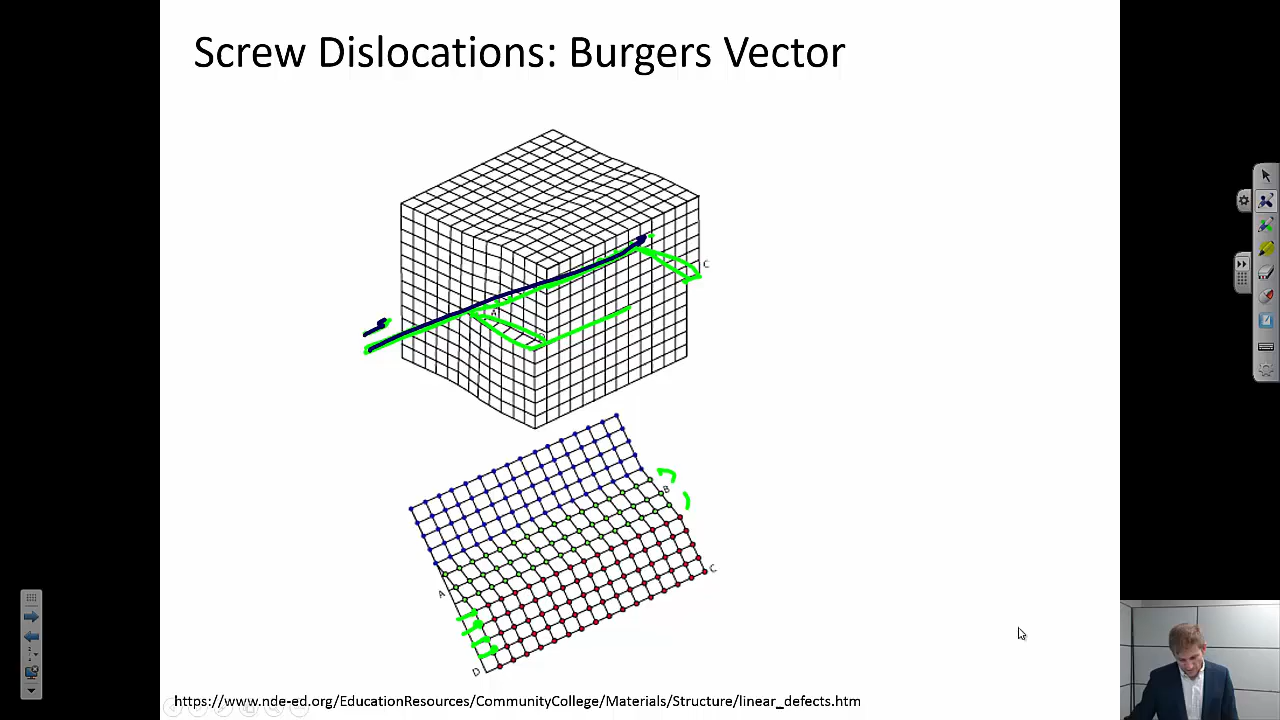 Screw Dislocations: Burgers Vector
A
C
B
C
A
D
https://www.nde-ed.org/EducationResources/CommunityCollege/Materials/Structure/linear_defects.htm